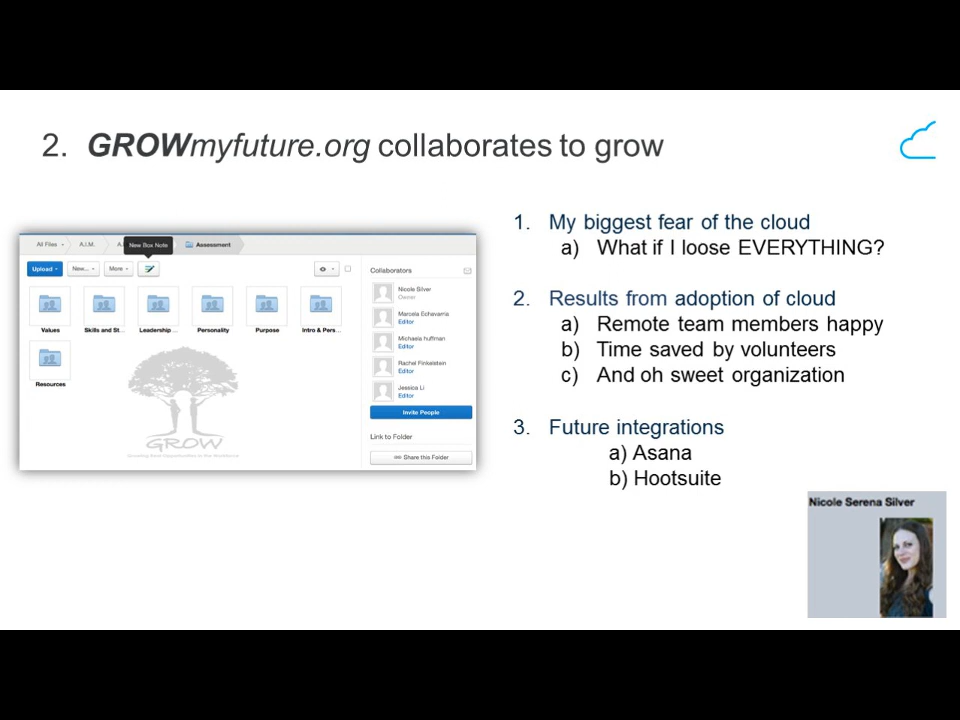 2. GROWmyfuture.org collaborates to grow
All Files
A.I.M.
New Box Note
Assessment
Upload
New...
More
Values
Skills and St...
Leadership ...
Personality
Purpose
Intro & Pers...
Resources
GROW
Collaborators
Nicole Silver
Owner
Marcela Echavarria
Editor
Michaela huffman
Editor
Rachel Finkelstein
Editor
Jessica Li
Editor
Invite People
Link to Folder
Share this Folder
1. My biggest fear of the cloud
a) What if I loose EVERYTHING?
2. Results from adoption of cloud
a) Remote team members happy
b) Time saved by volunteers
c) And oh sweet organization
3. Future integrations
a) Asana
b) Hootsuite
Nicole Serena Silver